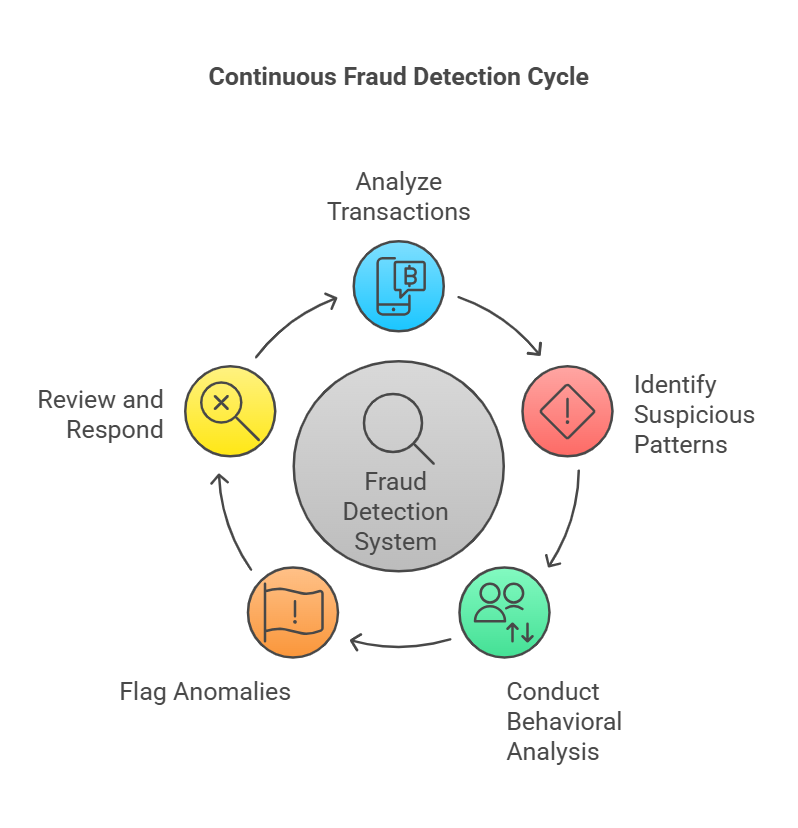 Continuous Fraud Detection Cycle
Analyze
Transactions
Identify
Suspicious
Patterns
Conduct
Behavioral
Analysis
Flag Anomalies
Review and
Respond
Fraud
Detection
System